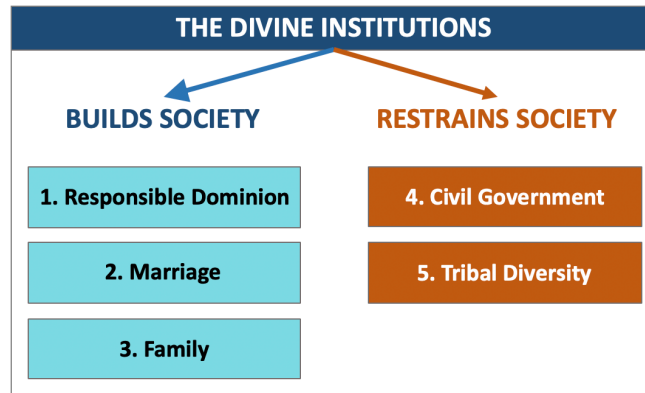 THE DIVINE INSTITUTIONS
BUILDS SOCIETY
1. Responsible Dominion
2. Marriage
3. Family
RESTRAINS SOCIETY
4. Civil Government
5. Tribal Diversity